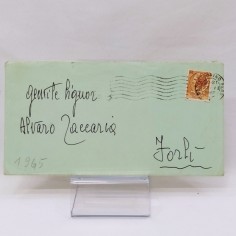 gentile Signor
Alvaro Zaccaria
Forlì
1965